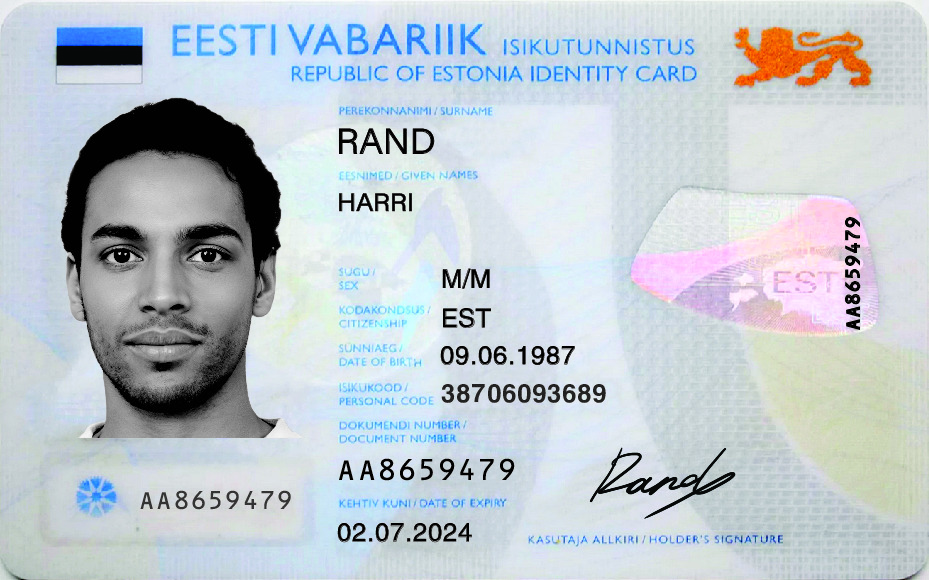 EESTI VABARIIK ISIKUTUNNISTUS
REPUBLIC OF ESTONIA IDENTITY CARD
PEREKONNANIMI / SURNAME
RAND
EESNIMED / GIVEN NAMES
HARRI
SUGU /
SEX
M/M
KODAKONDSUS /
CITIZENSHIP
EST
SÜNNIAEG /
DATE OF BIRTH
09.06.1987
ISIKUKOOD /
PERSONAL CODE
38706093689
DOKUMENDI NUMBER /
DOCUMENT NUMBER
AA8659479
KEHTIV KUNI / DATE OF EXPIRY
02.07.2024
AA8659479
EST
AA8659479
Rand
KASUTAJA ALLKIRI / HOLDER'S SIGNATURE